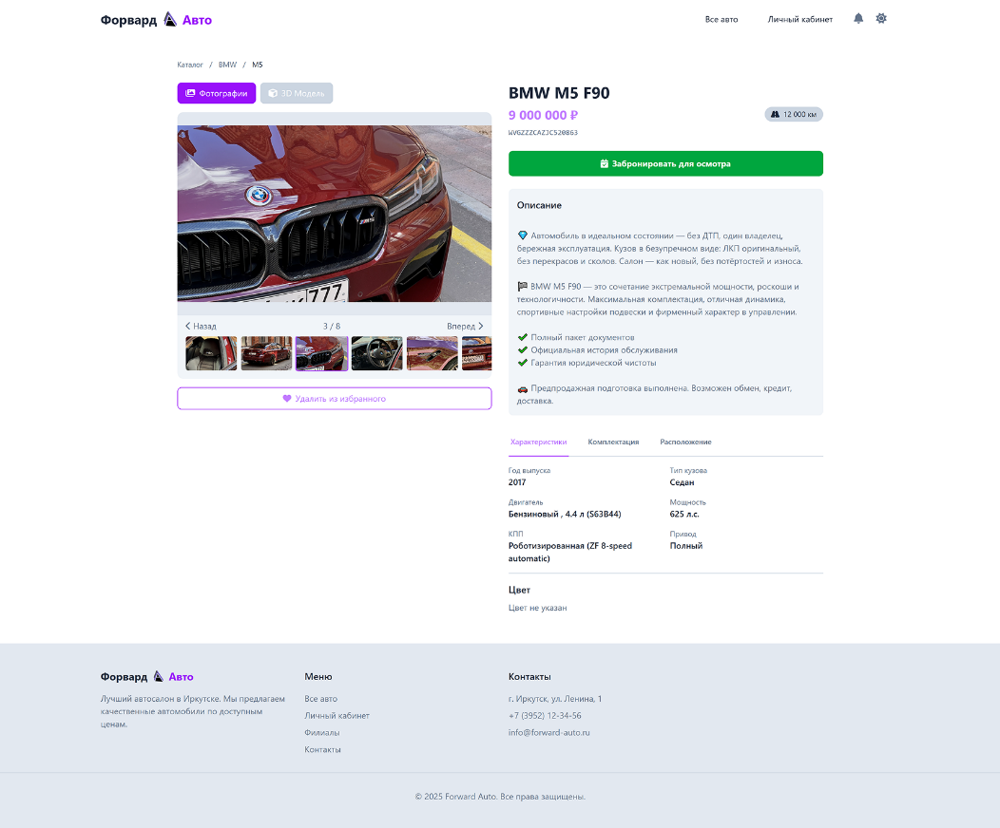 Форвард Авто
Все авто
Личный кабинет
Каталог / BMW / M5
Фотографии
3D Модель
BMW M5 F90
9 000 000 ₽
12 000 км
WVGZZZCAZJC520863
Забронировать для осмотра
777
Назад
3 / 8
Вперед
Удалить из избранного
Описание
Автомобиль в идеальном состоянии — без ДТП, один владелец,
бережная эксплуатация. Кузов в безупречном виде: ЛКП оригинальный,
без перекрасов и сколов. Салон — как новый, без потёртостей и износа.
BMW M5 F90 — это сочетание экстремальной мощности, роскоши и
технологичности. Максимальная комплектация, отличная динамика,
спортивные настройки подвески и фирменный характер в управлении.
Полный пакет документов
Официальная история обслуживания
Гарантия юридической чистоты
Предпродажная подготовка выполнена. Возможен обмен, кредит,
доставка.
Характеристики
Комплектация
Расположение
Год выпуска
2017
Тип кузова
Седан
Двигатель
Бензиновый , 4.4 л (S63B44)
Мощность
625 л.с.
КПП
Роботизированная (ZF 8-speed
automatic)
Привод
Полный
Цвет
Цвет не указан
Форвард Авто
Лучший автосалон в Иркутске. Мы предлагаем
качественные автомобили по доступным
ценам.
Меню
Все авто
Личный кабинет
Филиалы
Контакты
Контакты
г. Иркутск, ул. Ленина, 1
+7 (3952) 12-34-56
info@forward-auto.ru
© 2025 Forward Auto. Все права защищены.